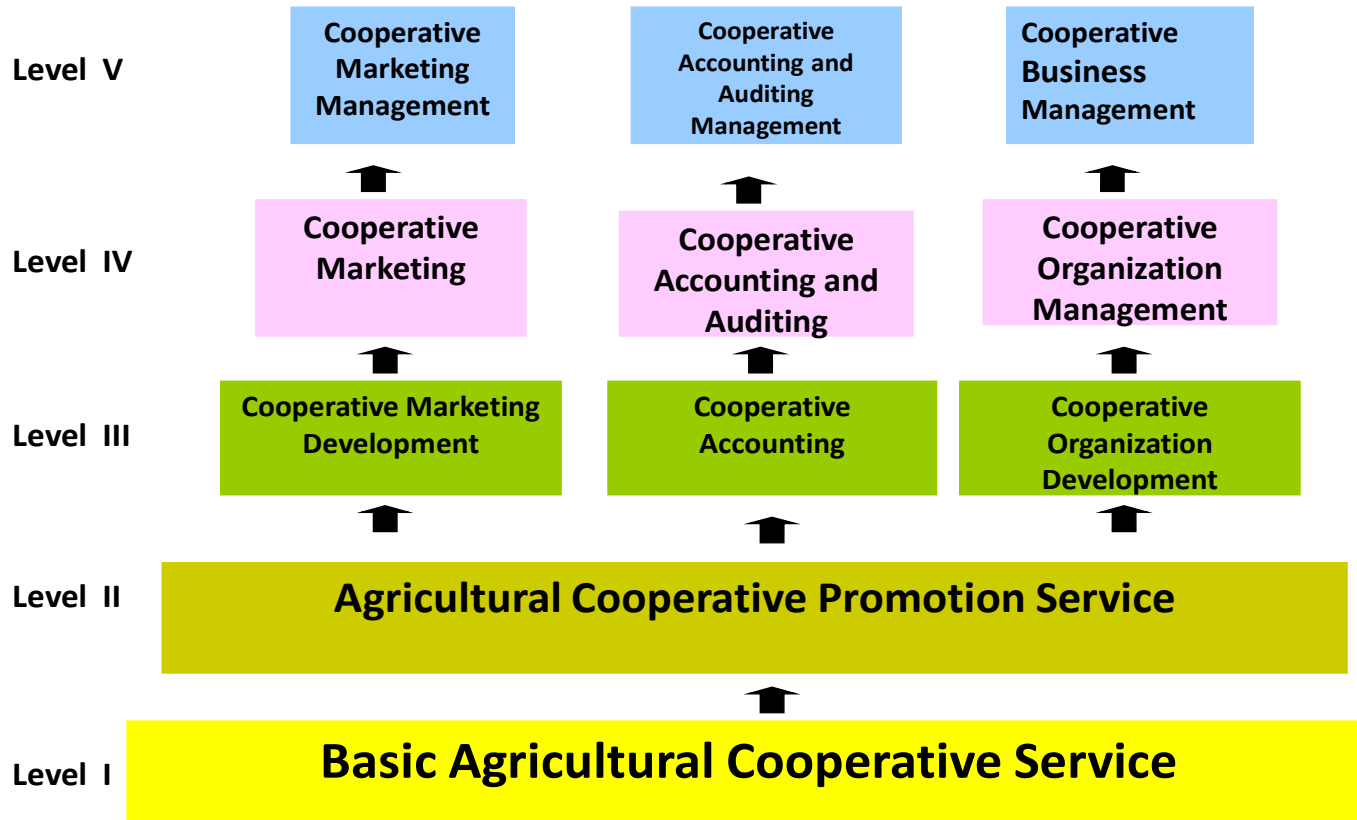 Level V
Cooperative
Marketing
Management
Cooperative
Accounting and
Auditing
Management
Cooperative
Business
Management
Level IV
Cooperative
Marketing
Cooperative
Accounting and
Auditing
Cooperative
Organization
Management
Level III
Cooperative Marketing
Development
Cooperative
Accounting
Cooperative
Organization
Development
Level II
Agricultural Cooperative Promotion Service
Level I
Basic Agricultural Cooperative Service